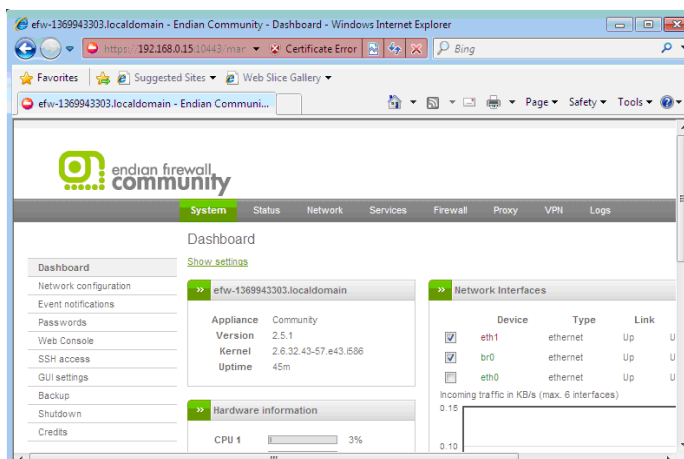 efw-1369943303.localdomain - Endian Community - Dashboard - Windows Internet Explorer
https://192.168.0.15:10443/mar Certificate Error Bing
Favorites Suggested Sites Web Slice Gallery
efw-1369943303.localdomain - Endian Communi... Page Safety Tools
endian firewall
community
System Status Network Services Firewall Proxy VPN Logs
Dashboard
Show settings
Dashboard
Network configuration
Event notifications
Passwords
Web Console
SSH access
GUI settings
Backup
Shutdown
Credits
efw-1369943303.localdomain
Appliance Community
Version 2.5.1
Kernel 2.6.32.43-57.e43.i586
Uptime 45m
Hardware information
CPU 1 3%
Network Interfaces
Device Type Link
eth1 ethernet Up U
br0 ethernet Up U
eth0 ethernet Up U
Incoming traffic in KB/s (max. 6 interfaces)
0.15
0.10